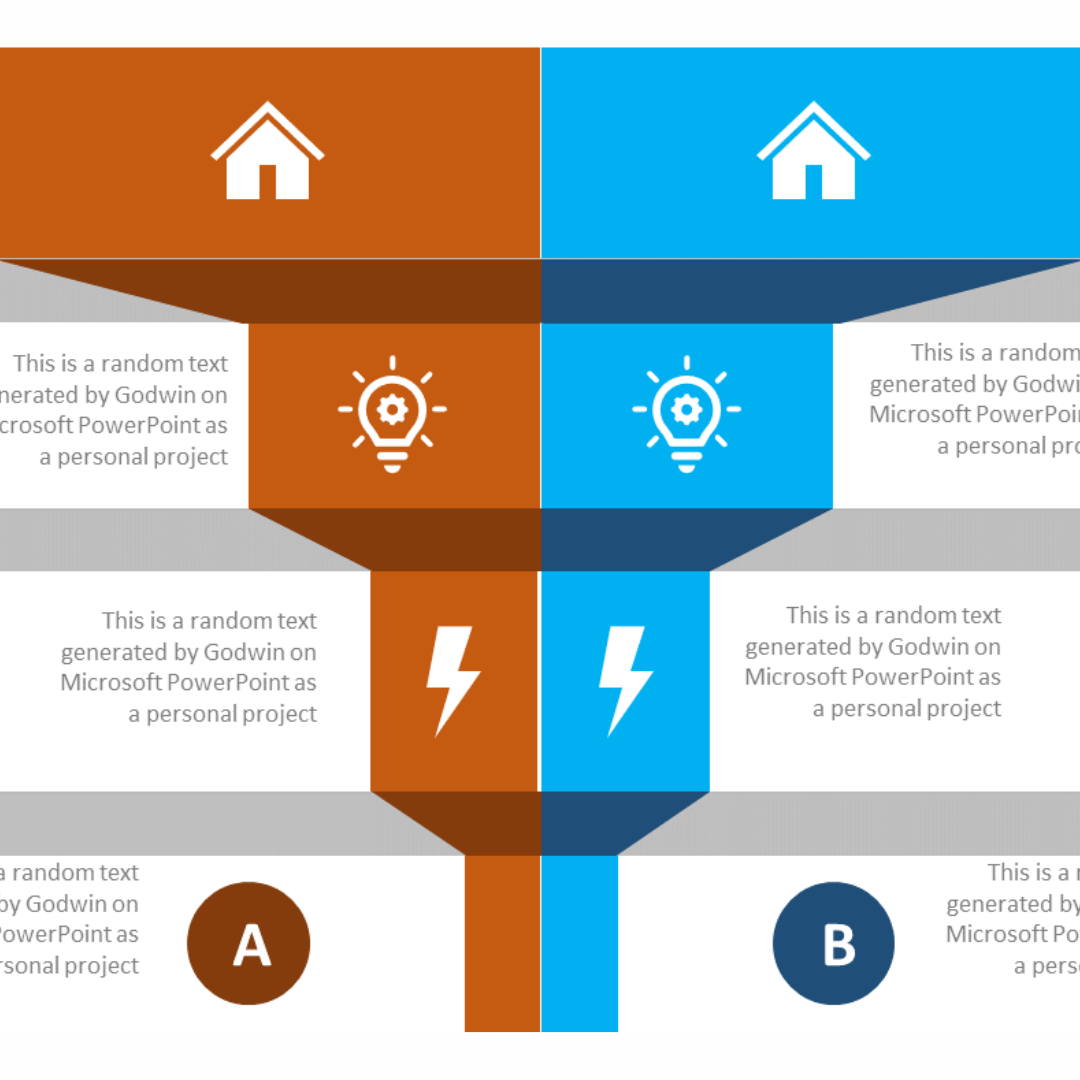 This is a random text
generated by Godwin on
crosoft PowerPoint as
a personal project
This is a random
generated by Godwi
Microsoft PowerPoin
a personal pro
This is a random text
generated by Godwin on
Microsoft PowerPoint as
a personal project
This is a random text
generated by Godwin on
Microsoft PowerPoint as
a personal project
a random text
by Godwin on
PowerPoint as
rsonal project
A
B
This is a
generated by
Microsoft Po
a pers